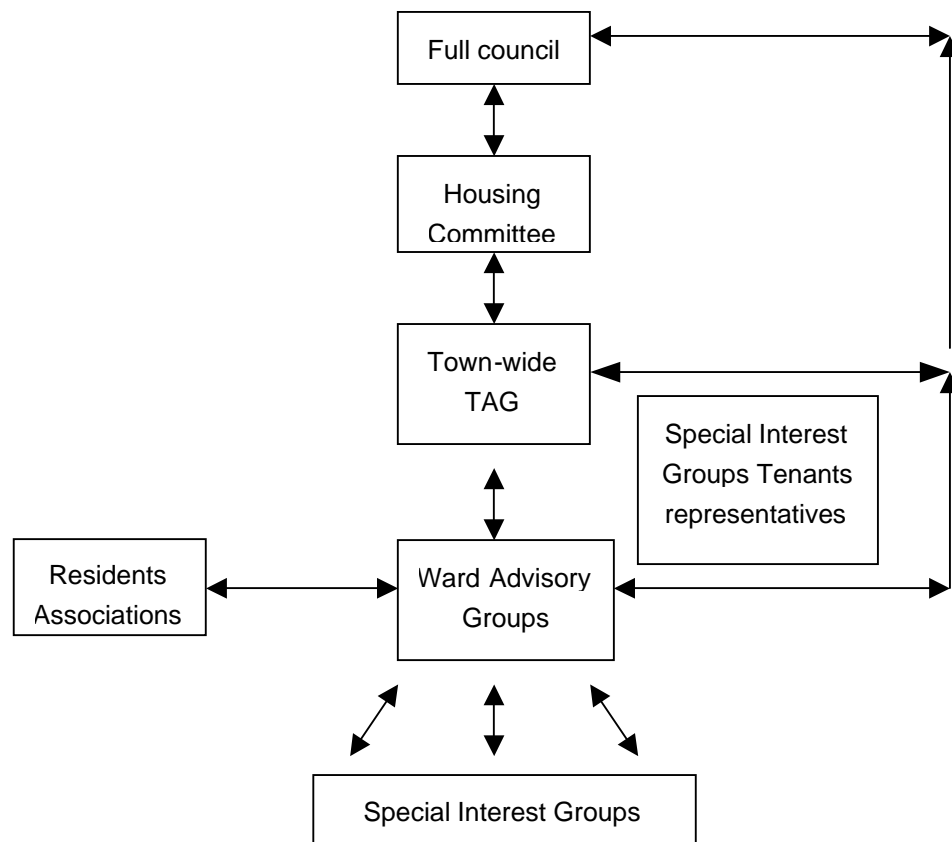 Full council
Housing
Committee
Town-wide
TAG
Special Interest
Groups Tenants
representatives
Residents
Associations
Ward Advisory
Groups
Special Interest Groups